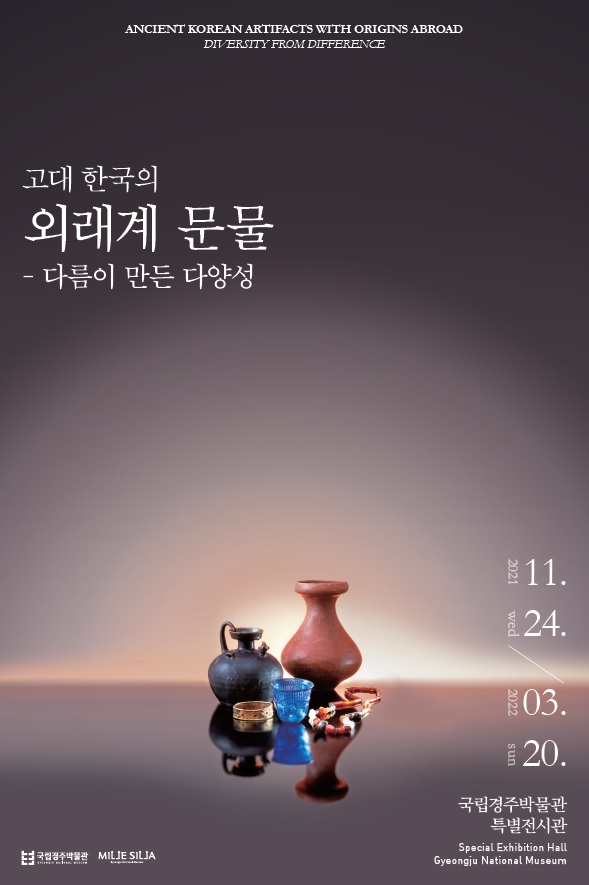 ANCIENT KOREAN ARTIFACTS WITH ORIGINS ABROAD
DIVERSITY FROM DIFFERENCE
고대 한국의
외래계 문물
- 다름이 만든 다양성
2021 11.
wed 24.
2022 03.
sun 20.
국립경주박물관
특별전시관
Special Exhibition Hall
Gyeongju National Museum
국립경주박물관
GYEONGJU NATIONAL MUSEUM